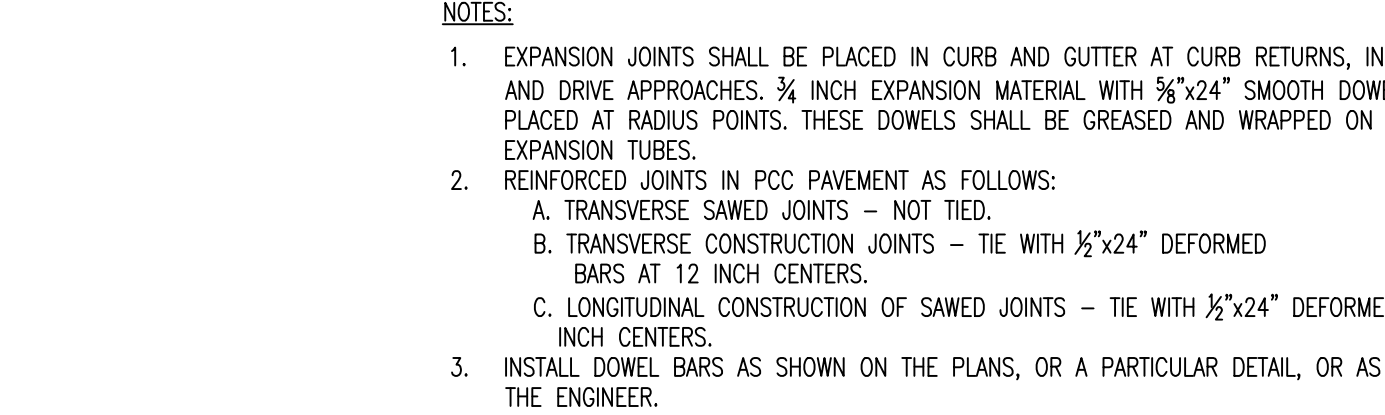 NOTES:
1. EXPANSION JOINTS SHALL BE PLACED IN CURB AND GUTTER AT CURB RETURNS, IN
AND DRIVE APPROACHES. ¾ INCH EXPANSION MATERIAL WITH ⅝"x24" SMOOTH
PLACED AT RADIUS POINTS. THESE DOWELS SHALL BE GREASED AND WRAPPED ON
EXPANSION TUBES.
2. REINFORCED JOINTS IN PCC PAVEMENT AS FOLLOWS:
A. TRANSVERSE SAWED JOINTS – NOT TIED.
B. TRANSVERSE CONSTRUCTION JOINTS – TIE WITH ½"x24" DEFORMED
BARS AT 12 INCH CENTERS.
C. LONGITUDINAL CONSTRUCTION OF SAWED JOINTS – TIE WITH ½"x24" DEFORME
INCH CENTERS.
3. INSTALL DOWEL BARS AS SHOWN ON THE PLANS, OR A PARTICULAR DETAIL, OR AS
THE ENGINEER.